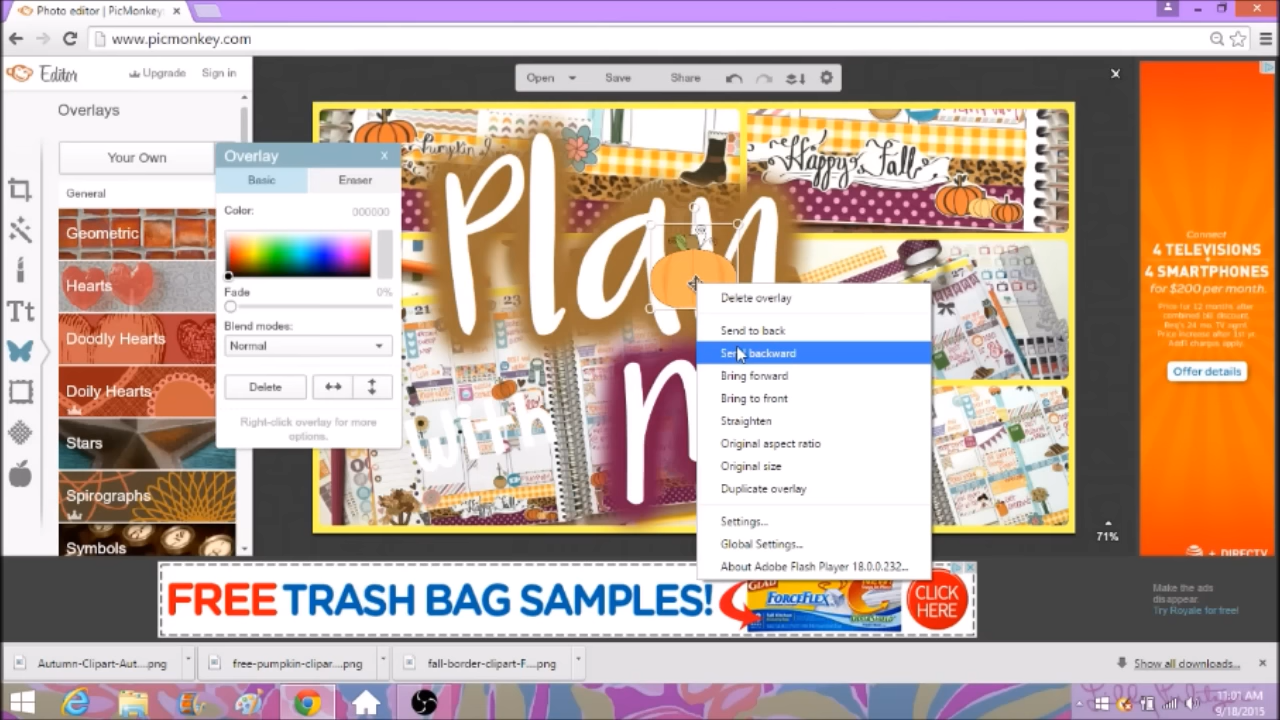 Photo editor | PicMonkey
www.picmonkey.com
Editor
Upgrade
Sign in
Open
Save
Share
Overlays
Your Own
General
Geometric
Hearts
Doodly Hearts
Doily Hearts
Stars
Spirographs
Symbols
Overlay
x
Basic
Eraser
Color:
000000
Fade
0%
Blend modes:
Normal
Delete
Right-click overlay for more
options.
Pumpkin
Happy Fall
Plan
with
21
23
Delete overlay
Send to back
Send backward
Bring forward
Bring to front
Straighten
Original aspect ratio
Original size
Duplicate overlay
Settings...
Global Settings...
About Adobe Flash Player 18.0.0.232...
71%
Connect
4 TELEVISIONS
+
4 SMARTPHONES
for $200 per month.
Offer details
+ DIRECTV
FREE TRASH BAG SAMPLES!
GLAD
FORCEFLEX
CLICK
HERE
Make the ads
disappear.
Try Royale for free!
Autumn-Clipart-Aut....png
free-pumpkin-clipar....png
fall-border-clipart-F....png
Show all downloads...
11:01 AM
9/18/2015